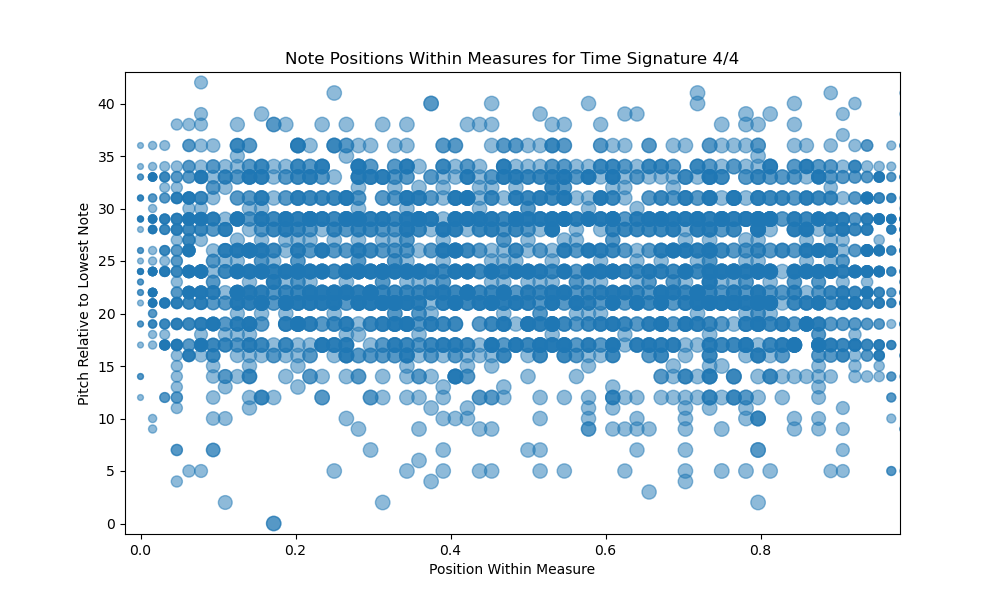 Note Positions Within Measures for Time Signature 4/4
Pitch Relative to Lowest Note
40
35
30
25
20
15
10
5
0
0.0 0.2 0.4 0.6 0.8
Position Within Measure